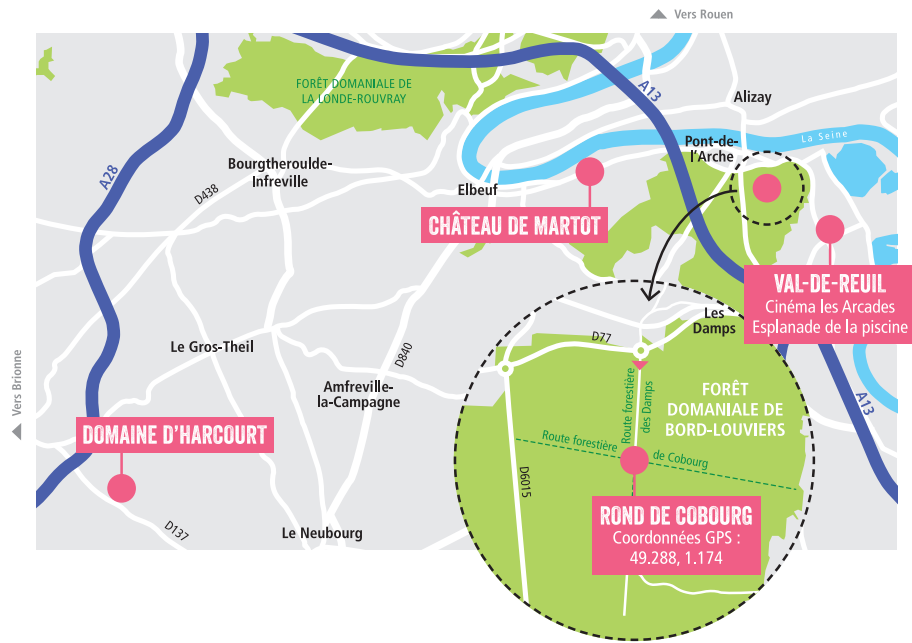 Vers Rouen
FORÊT DOMANIALE DE
LA LONDE-ROUVRAY
A13
Alizay
La Seine
Pont-de-
l'Arche
A28
Bourgtheroulde-
Infreville
D438
Elbeuf
CHÂTEAU DE MARTOT
VAL-DE-REUIL
Cinéma les Arcades
Esplanade de la piscine
Les
Damps
D77
Le Gros-Theil
D840
Vers Brionne
Amfreville-
la-Campagne
Route forestière
des Damps
FORÊT
DOMANIALE DE
BORD-LOUVIERS
A13
DOMAINE D'HARCOURT
Route forestière
de Cobourg
D6015
ROND DE COBOURG
Coordonnées GPS :
49.288, 1.174
D137
Le Neubourg